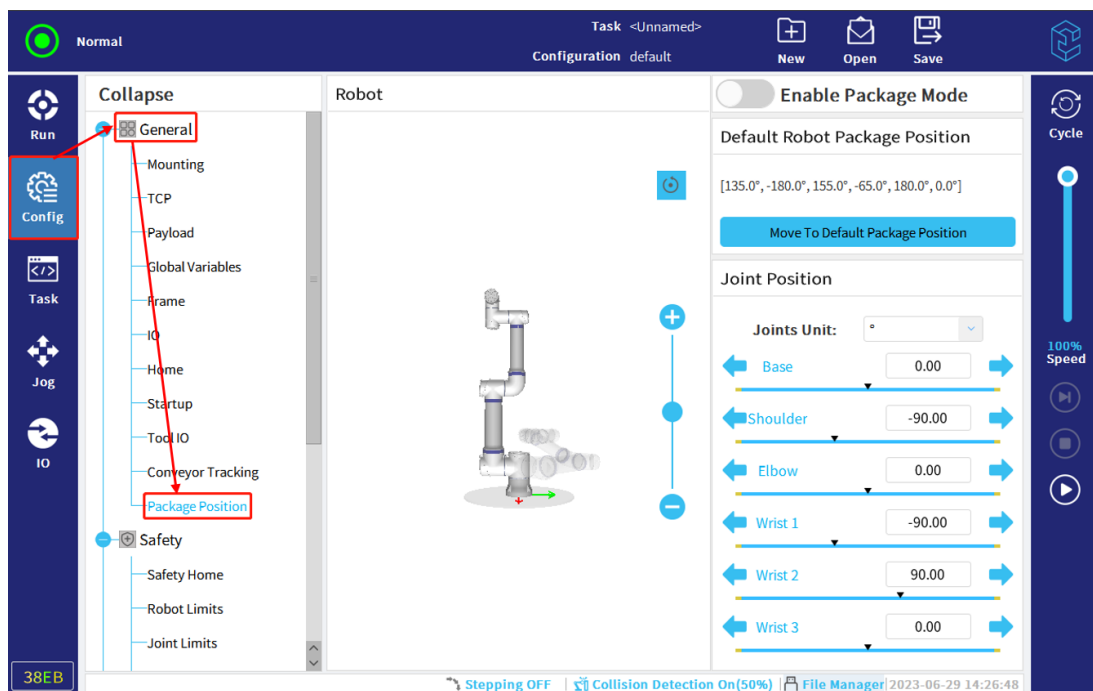 Normal
Task <Unnamed>
Configuration default
New
Open
Save
Run
Config
Task
Jog
IO
38EB
Collapse
General
Mounting
TCP
Payload
Global Variables
Frame
IO
Home
Startup
Tool IO
Conveyor Tracking
Package Position
Safety
Safety Home
Robot Limits
Joint Limits
Robot
Enable Package Mode
Default Robot Package Position
[135.0°, -180.0°, 155.0°, -65.0°, 180.0°, 0.0°]
Move To Default Package Position
Joint Position
Joints Unit: °
Base 0.00
Shoulder -90.00
Elbow 0.00
Wrist 1 -90.00
Wrist 2 90.00
Wrist 3 0.00
Cycle
100%
Speed
Stepping OFF Collision Detection On(50%) File Manager 2023-06-29 14:26:48